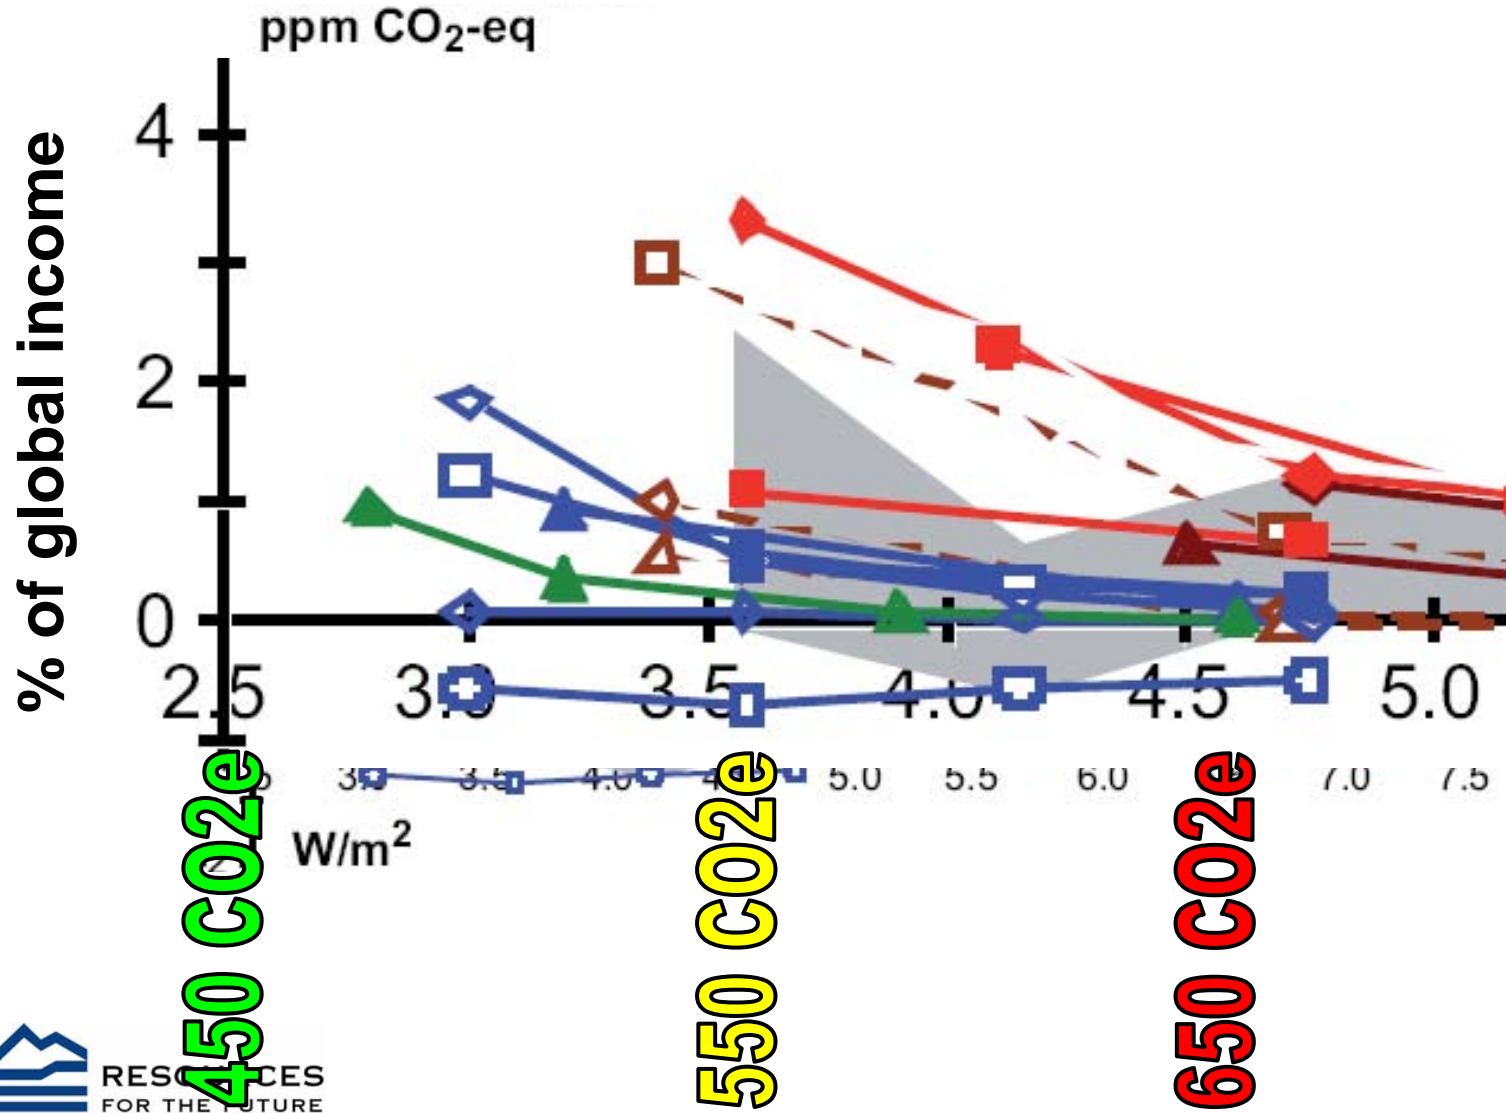 ppm CO₂-eq
% of global income
4
2
0
2.5 3.0 3.5 4.0 4.5 5.0
5.0 5.5 6.0 7.0 7.5
W/m²
450 CO2e
550 CO2e
650 CO2e
RESOURCES
FOR THE FUTURE